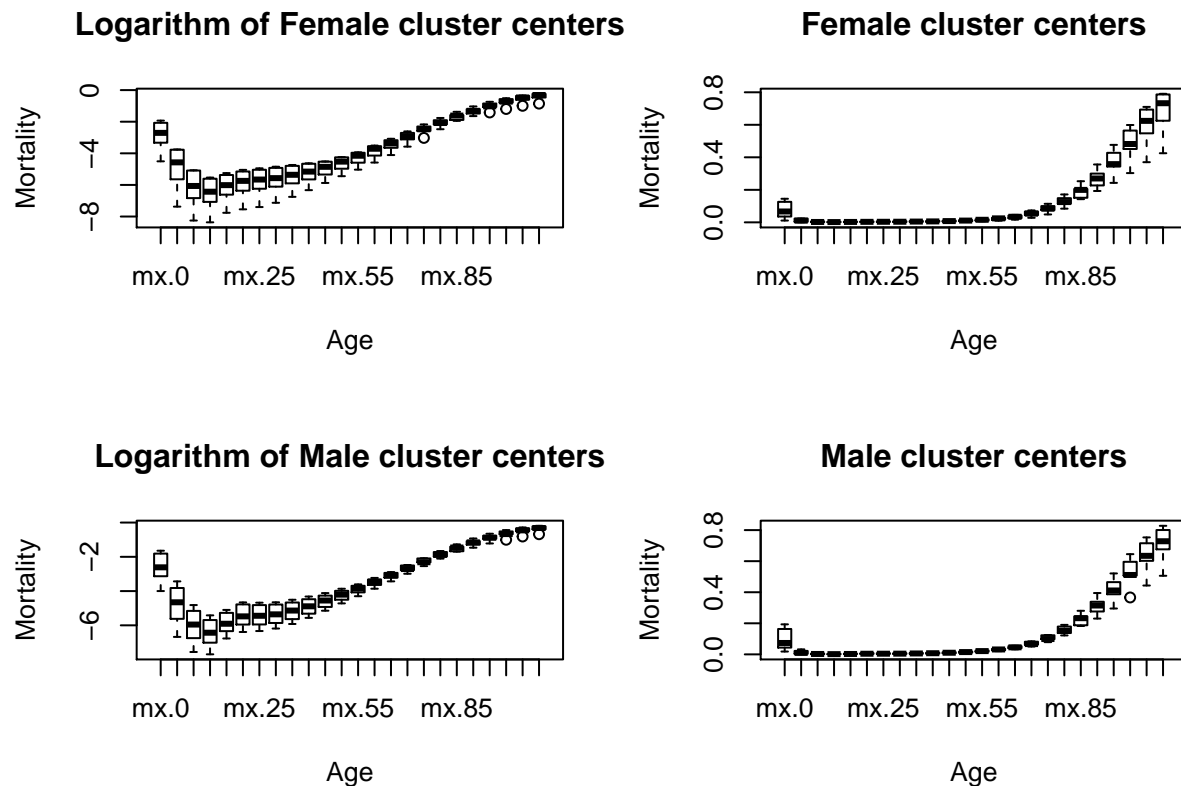 Logarithm of Female cluster centers
Mortality
0
−4
−8
mx.0 mx.25 mx.55 mx.85
Age
Female cluster centers
Mortality
0.8
0.4
0.0
mx.0 mx.25 mx.55 mx.85
Age
Logarithm of Male cluster centers
Mortality
−2
−6
mx.0 mx.25 mx.55 mx.85
Age
Male cluster centers
Mortality
0.8
0.4
0.0
mx.0 mx.25 mx.55 mx.85
Age